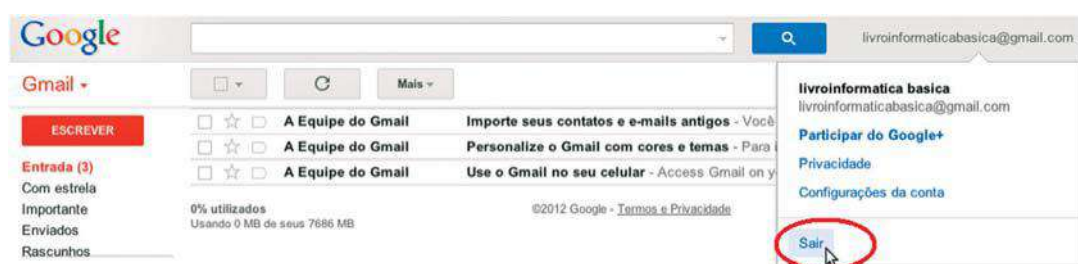 Google
livroinformaticabasica@gmail.com
Gmail
Mais
livroinformatica basica
livroinformaticabasica@gmail.com
Participar do Google+
Privacidade
Configurações da conta
Sair
ESCREVER
Entrada (3)
Com estrela
Importante
Enviados
Rascunhos
A Equipe do Gmail Importe seus contatos e e-mails antigos - Você
A Equipe do Gmail Personalize o Gmail com cores e temas - Para
A Equipe do Gmail Use o Gmail no seu celular - Access Gmail on y
0% utilizados
Usando 0 MB de seus 7686 MB
©2012 Google - Termos e Privacidade